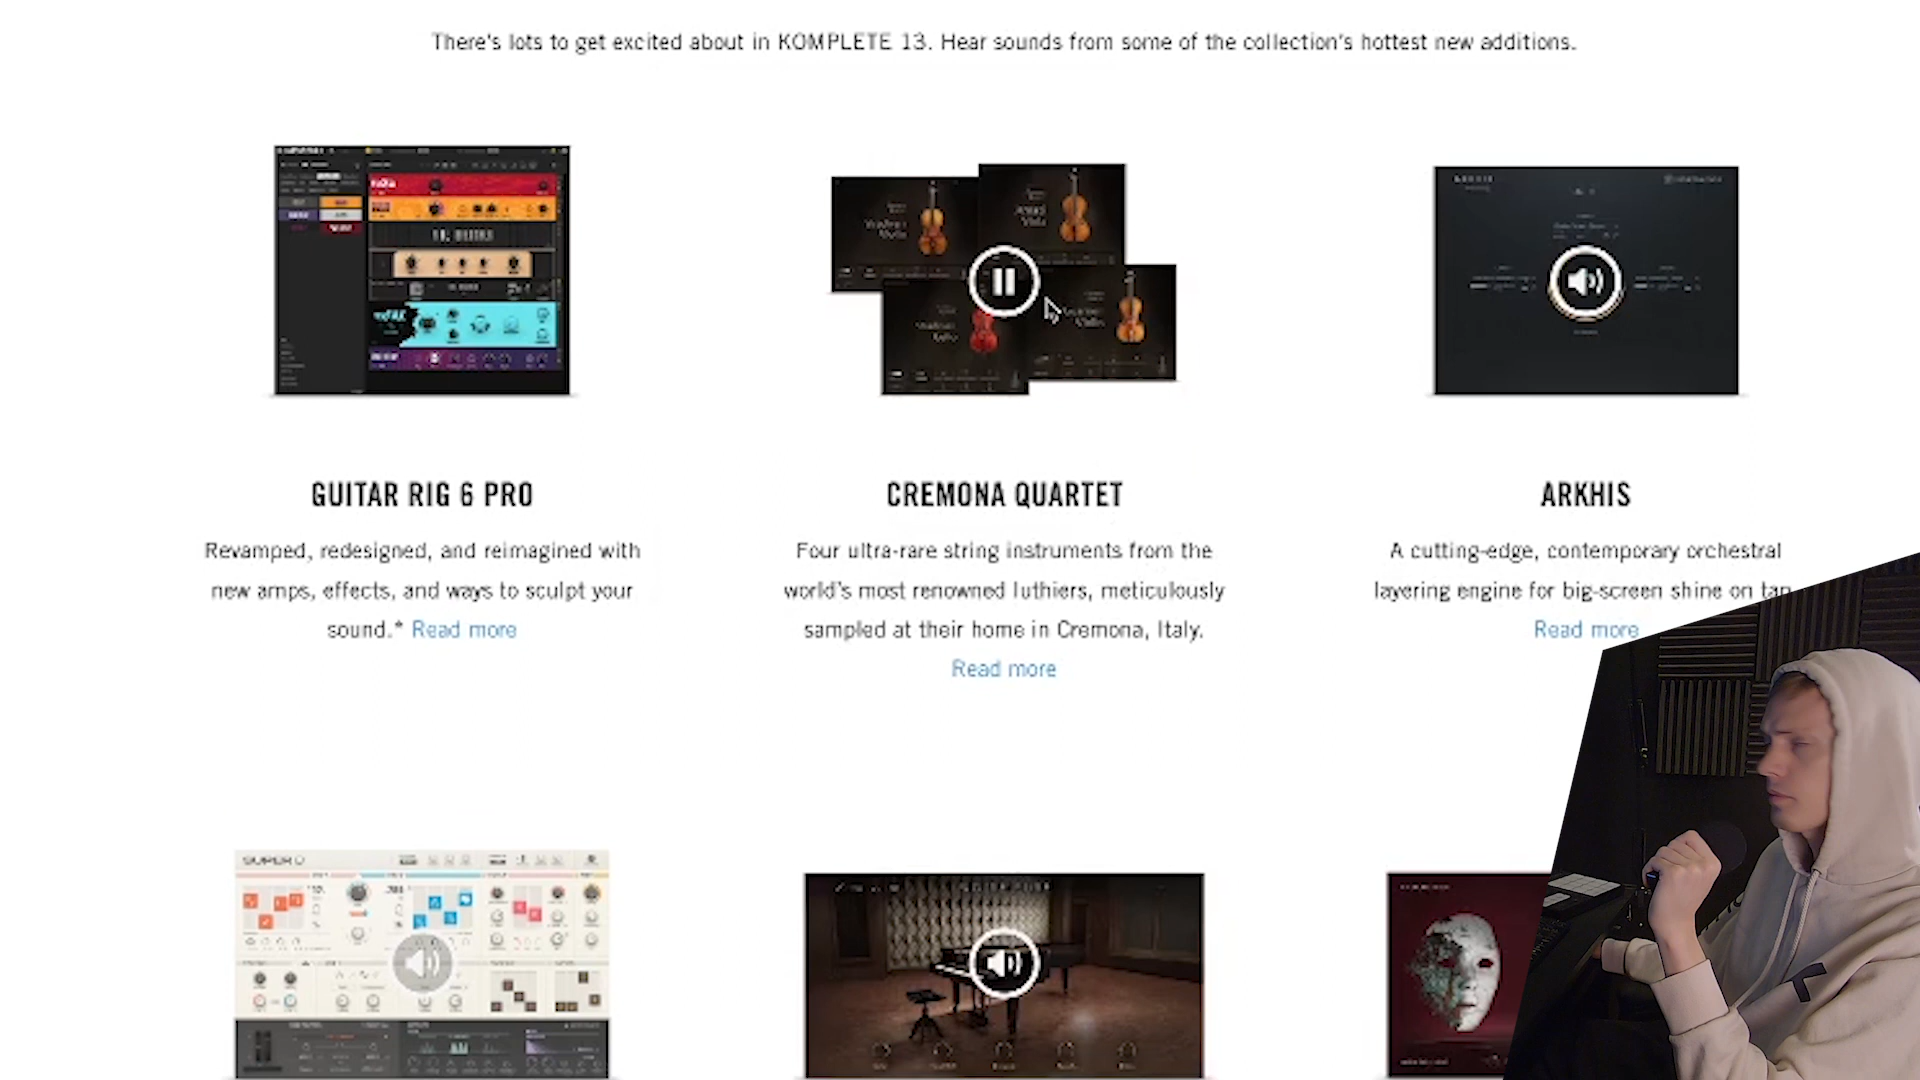 There's lots to get excited about in KOMPLETE 13. Hear sounds from some of the collection's hottest new additions.
ARKHIS
GUITAR RIG 6 PRO
Revamped, redesigned, and reimagined with
new amps, effects, and ways to sculpt your
sound.* Read more
CREMONA QUARTET
Four ultra-rare string instruments from the
world's most renowned luthiers, meticulously
sampled at their home in Cremona, Italy.
Read more
ARKHIS
A cutting-edge, contemporary orchestral
layering engine for big-screen shine on tap.
Read more
SUPER